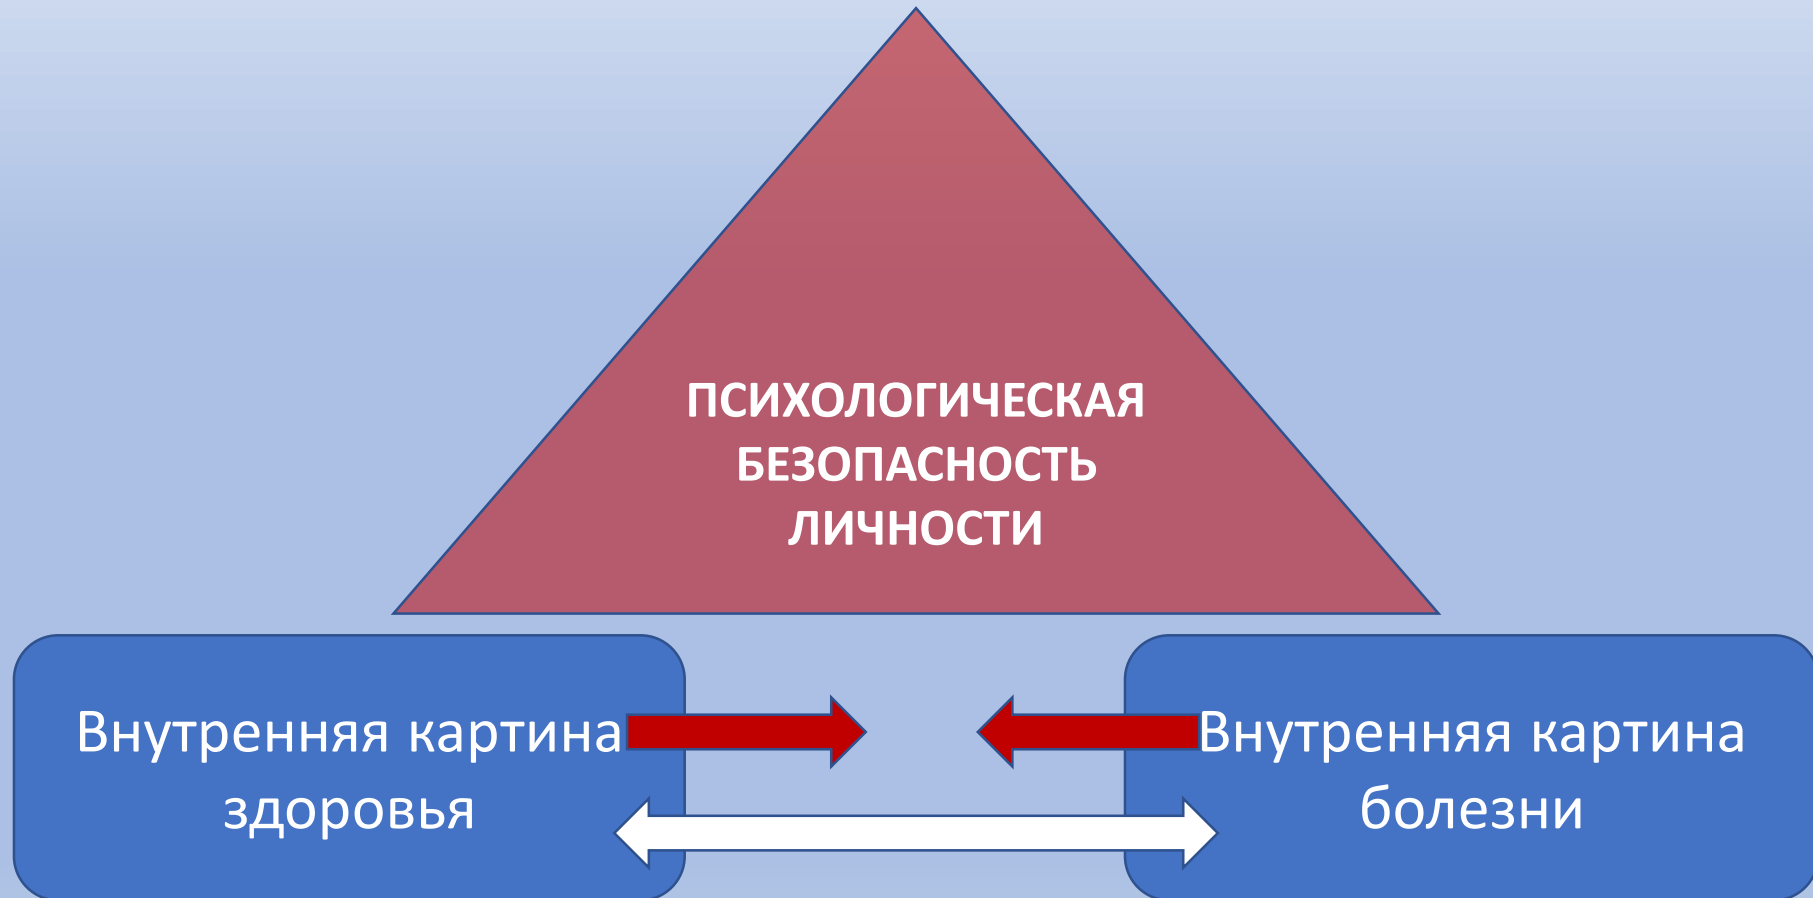 ПСИХОЛОГИЧЕСКАЯ
БЕЗОПАСНОСТЬ
ЛИЧНОСТИ
Внутренняя картина
здоровья
Внутренняя картина
болезни